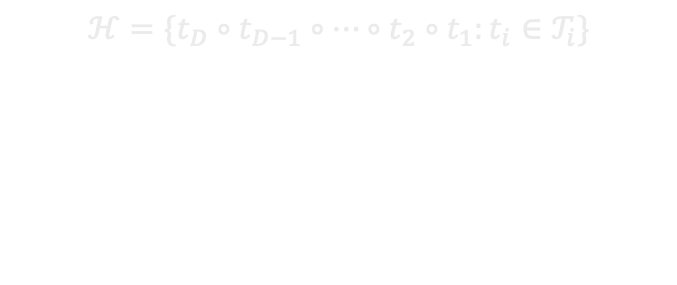 ℋ = {t_D ∘ t_{D−1} ∘ ⋯ ∘ t_2 ∘ t_1: t_i ∈ 𝒯_i}